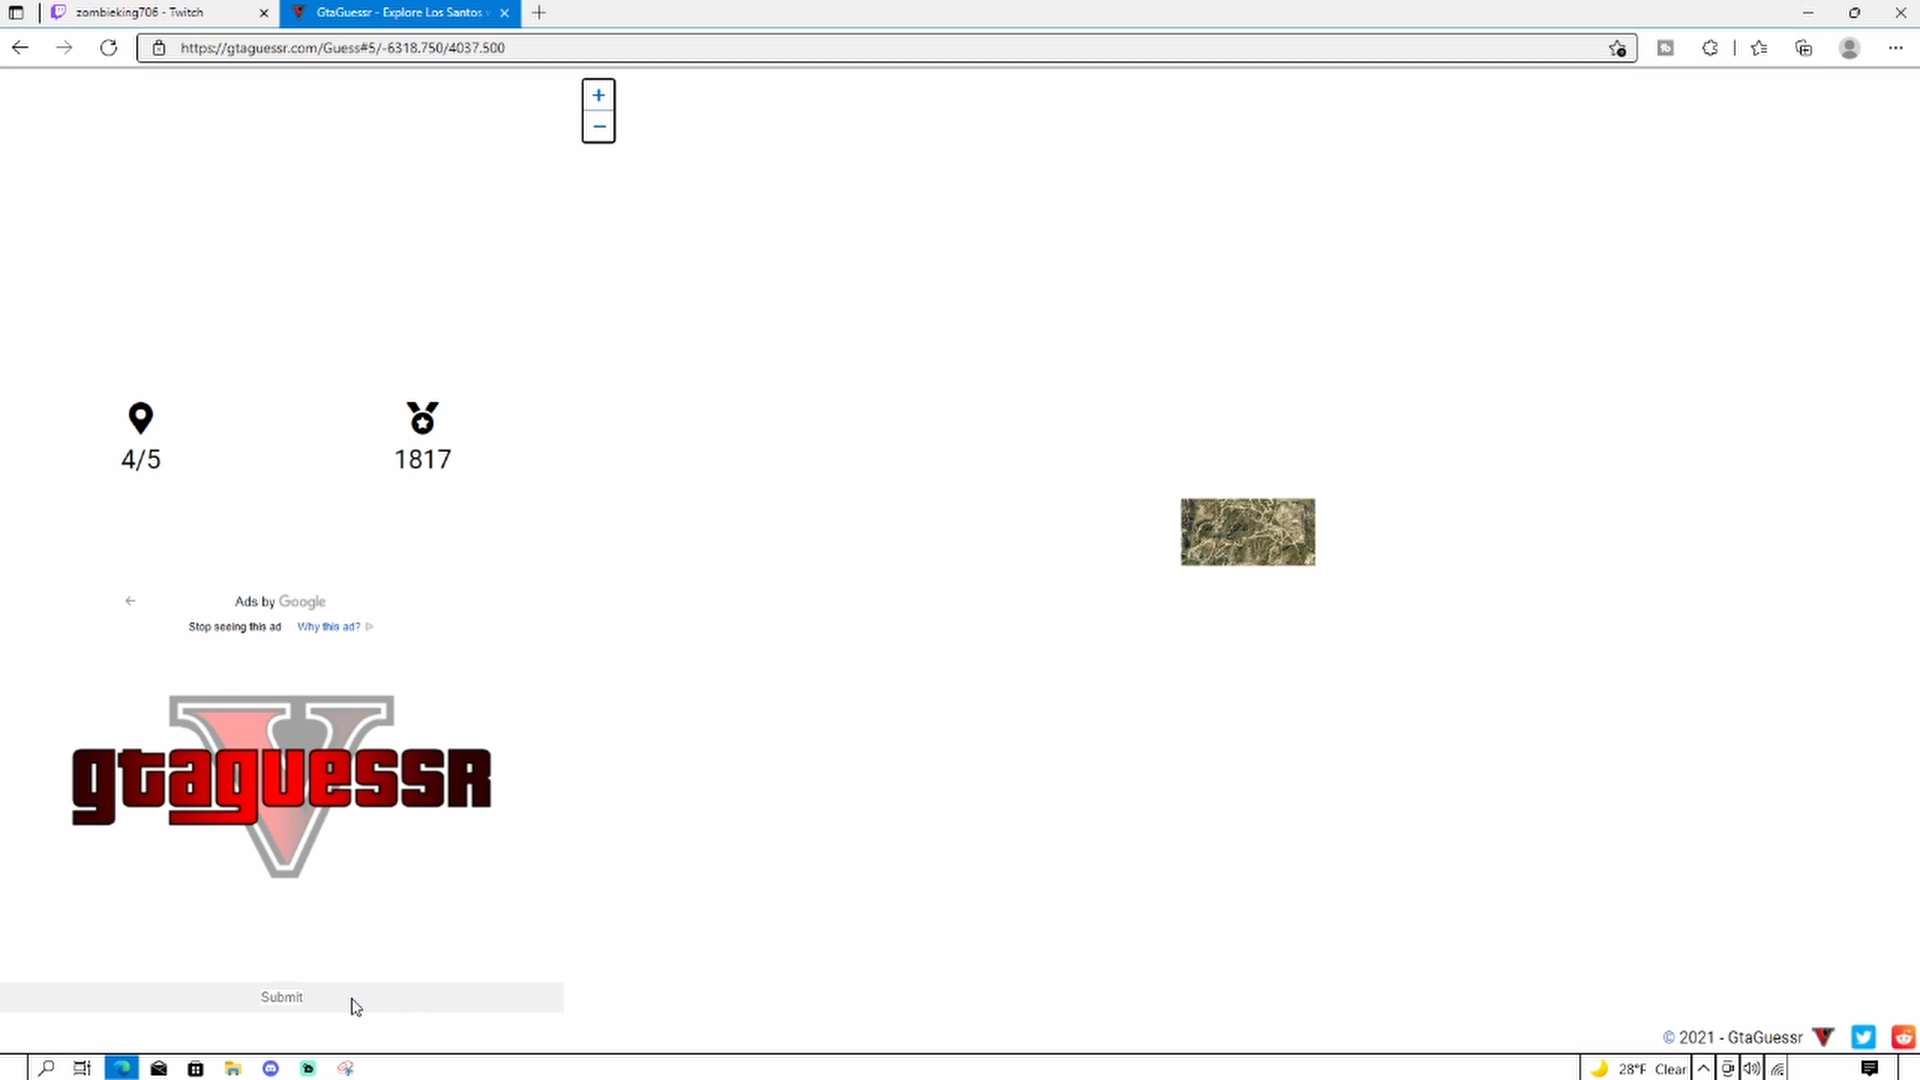 zombieking706 - Twitch
GtaGuessr - Explore Los Santos
https://gtaguessr.com/Guess#5/-6318.750/4037.500
+
−
4/5
1817
Ads by Google
Stop seeing this ad
Why this ad?
V
gtaguessr
Submit
© 2021 - GtaGuessr
28°F Clear